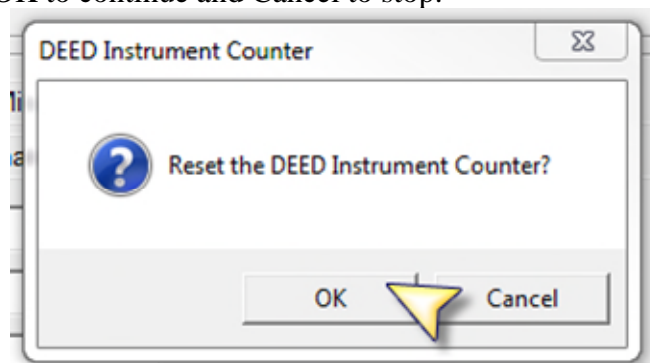 OK to continue and Cancel to stop.
DEED Instrument Counter
Reset the DEED Instrument Counter?
OK
Cancel